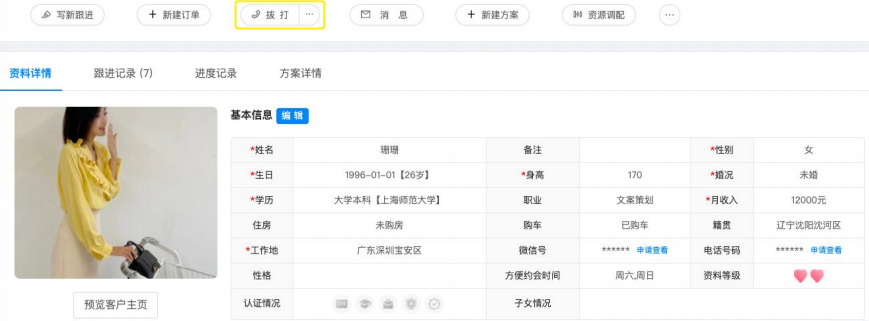 写新跟进 + 新建订单 拨 打 ··· 消 息 + 新建方案 资源调配 ···
资料详情 跟进记录 (7) 进度记录 方案详情
基本信息 编 辑
*姓名 珊珊 备注 *性别 女
*生日 1996-01-01【26岁】 *身高 170 *婚况 未婚
*学历 大学本科【上海师范大学】 职业 文案策划 *月收入 12000元
住房 未购房 购车 已购车 籍贯 辽宁沈阳沈河区
*工作地 广东深圳宝安区 微信号 ****** 申请查看 电话号码 ****** 申请查看
性格 方便约会时间 周六,周日 资料等级
预览客户主页
认证情况 子女情况